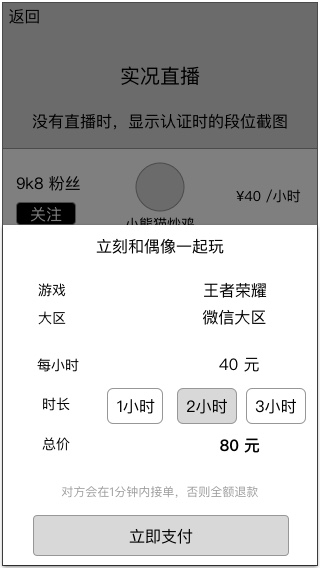 返回
实况直播
没有直播时，显示认证时的段位截图
9k8 粉丝
¥40 /小时
关注
小熊猫炒鸡
立刻和偶像一起玩
游戏 王者荣耀
大区 微信大区
每小时 40 元
时长 1小时 2小时 3小时
总价 80 元
对方会在1分钟内接单，否则全额退款
立即支付